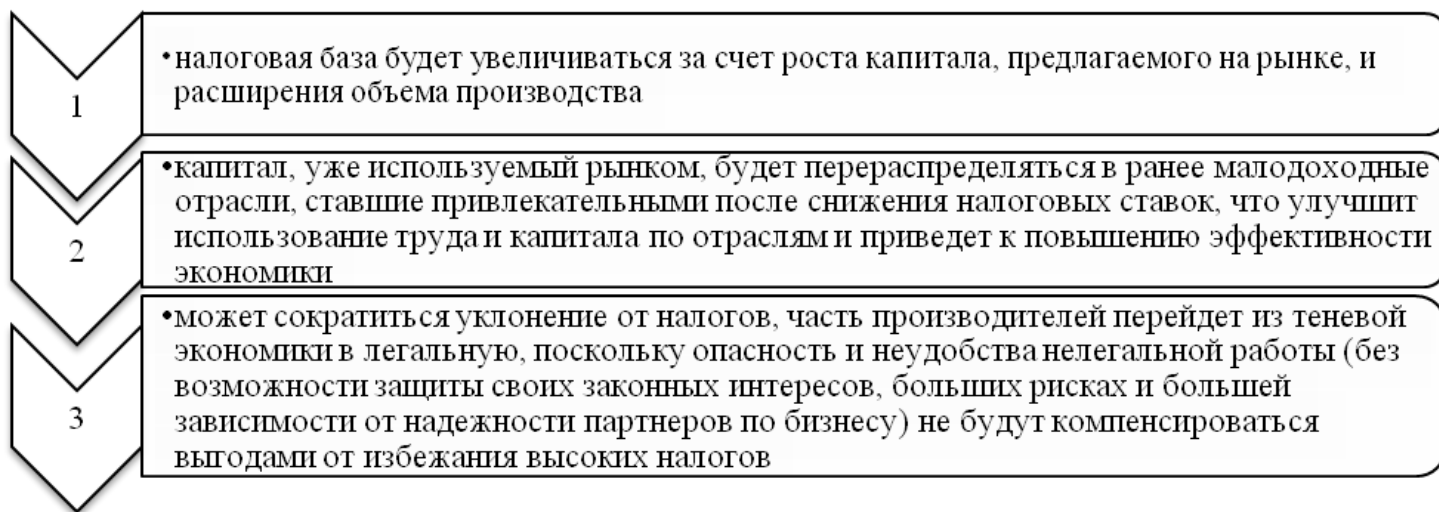 1
•налоговая база будет увеличиваться за счет роста капитала, предлагаемого на рынке, и
расширения объема производства
2
•капитал, уже используемый рынком, будет перераспределяться в ранее малодоходные
отрасли, ставшие привлекательными после снижения налоговых ставок, что улучшит
использование труда и капитала по отраслям и приведет к повышению эффективности
экономики
3
•может сократиться уклонение от налогов, часть производителей перейдет из теневой
экономики в легальную, поскольку опасность и неудобства нелегальной работы (без
возможности защиты своих законных интересов, больших рисках и большей
зависимости от надежности партнеров по бизнесу) не будут компенсироваться
выгодами от избежания высоких налогов